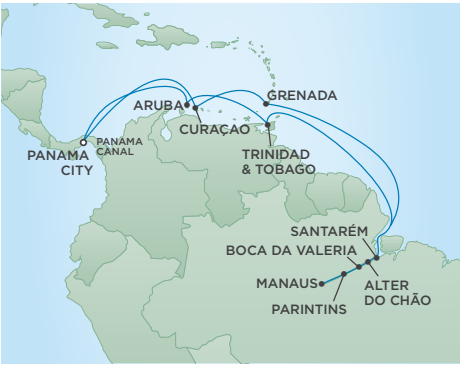 GRENADA
ARUBA
CURAÇAO
PANAMA
CANAL
PANAMA
CITY
TRINIDAD
& TOBAGO
SANTARÉM
BOCA DA VALERIA
MANAUS
ALTER
DO CHÃO
PARINTINS